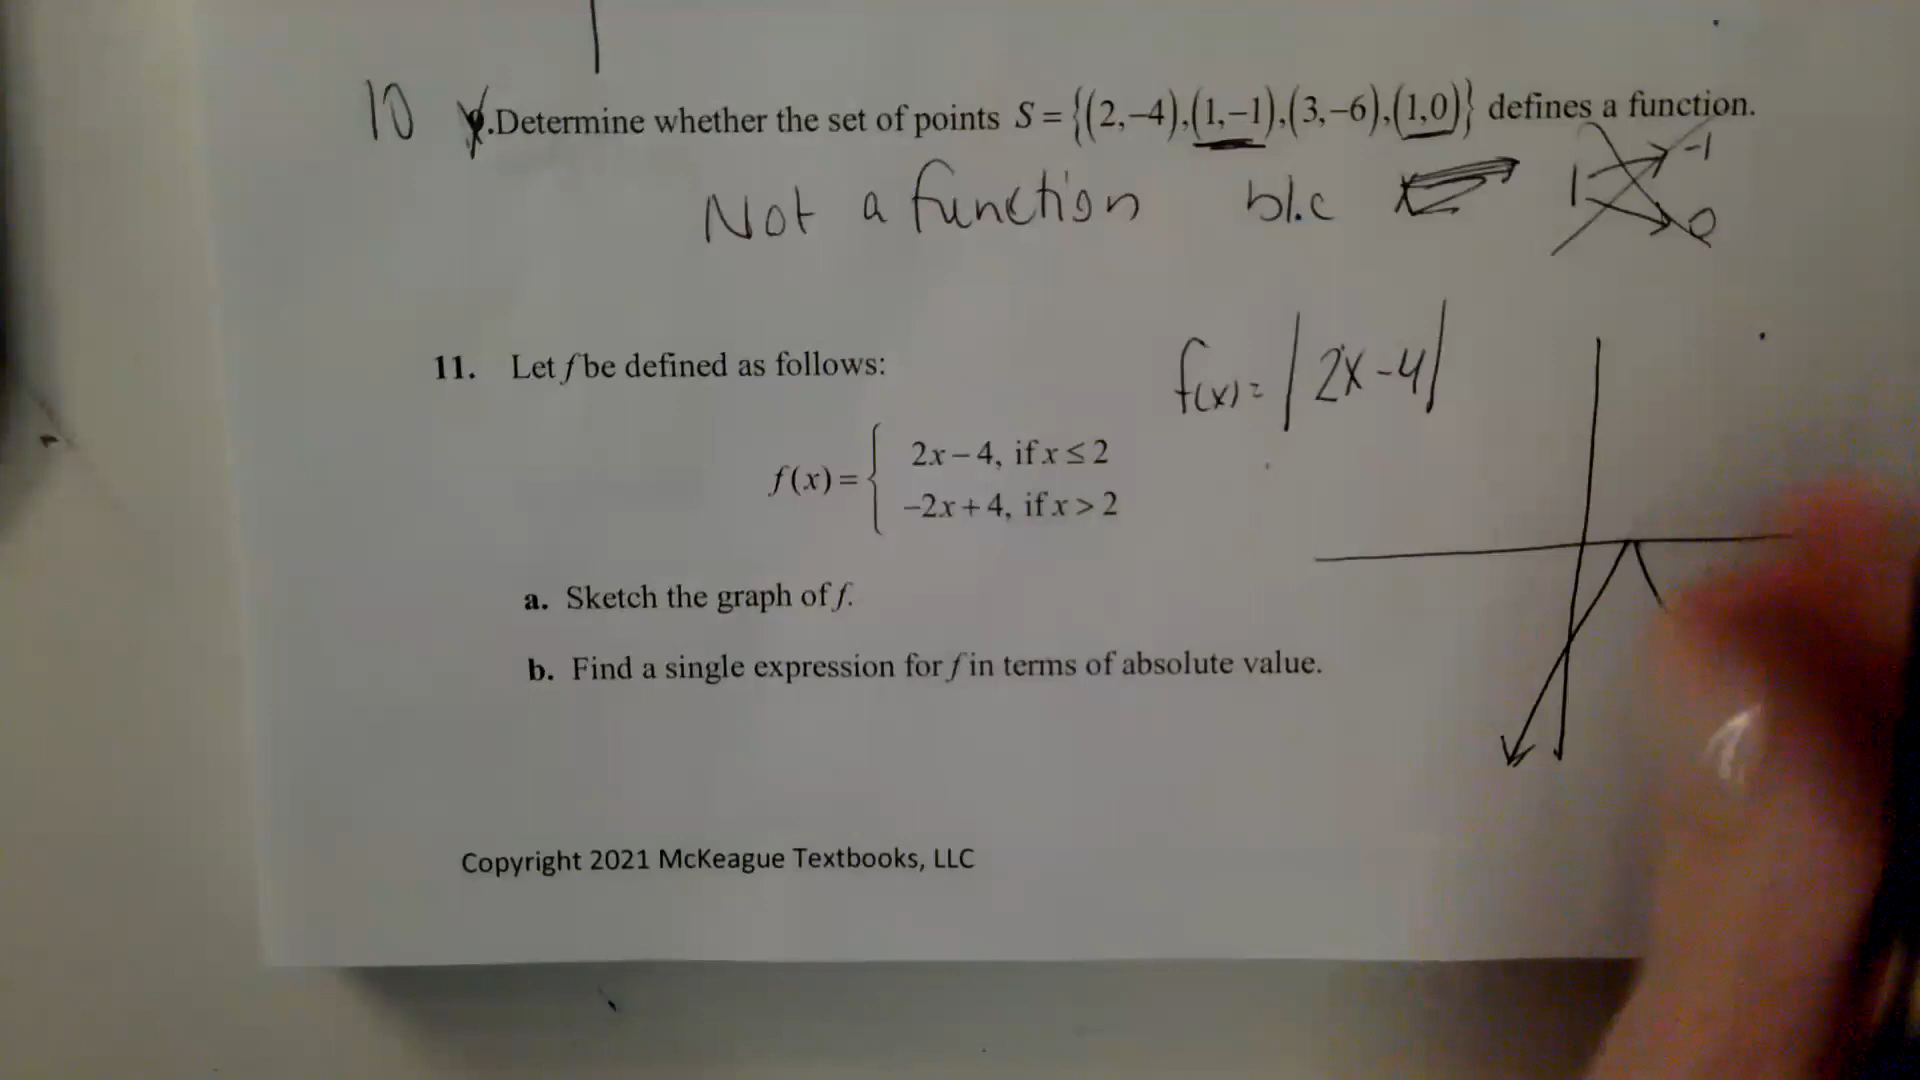 10 9.Determine whether the set of points S = {(2,−4),(1,−1),(3,−6),(1,0)} defines a function.
Not a function b/c 1 -1 0
11. Let f be defined as follows:
f(x) = |2x-4|
f(x) = { 2x − 4, if x ≤ 2
−2x + 4, if x > 2
a. Sketch the graph of f.
b. Find a single expression for f in terms of absolute value.
Copyright 2021 McKeague Textbooks, LLC